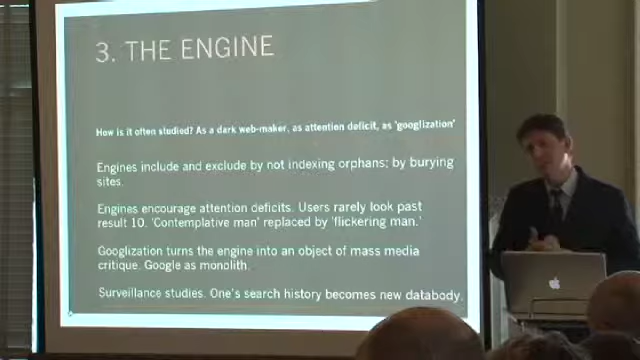 3. THE ENGINE
How is it often studied? As a dark web-maker, as attention deficit, as 'googlization'
Engines include and exclude by not indexing orphans; by burying
sites.
Engines encourage attention deficits. Users rarely look past
result 10. 'Contemplative man' replaced by 'flickering man.'
Googlization turns the engine into an object of mass media
critique. Google as monolith.
Surveillance studies. One's search history becomes new databody.